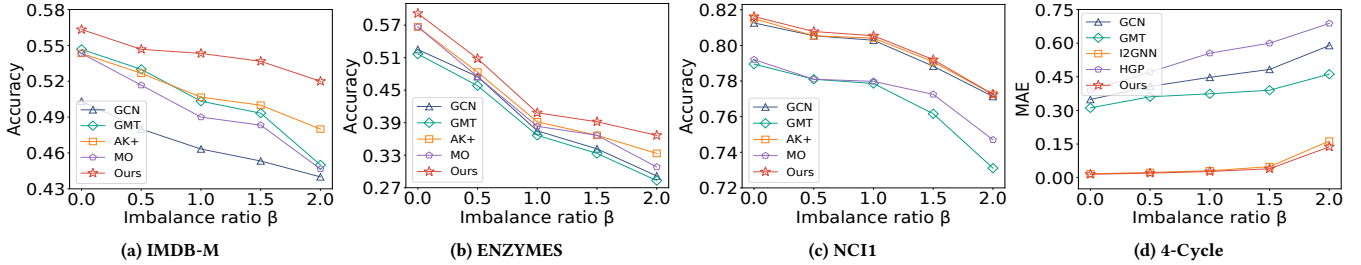 0.58
0.55
0.52
0.49
0.46
0.43
Accuracy
GCN
GMT
AK+
MO
Ours
0.0 0.5 1.0 1.5 2.0
Imbalance ratio β
(a) IMDB-M
0.57
0.51
0.45
0.39
0.33
0.27
Accuracy
GCN
GMT
AK+
MO
Ours
0.0 0.5 1.0 1.5 2.0
Imbalance ratio β
(b) ENZYMES
0.82
0.80
0.78
0.76
0.74
0.72
Accuracy
GCN
GMT
AK+
MO
Ours
0.0 0.5 1.0 1.5 2.0
Imbalance ratio β
(c) NCI1
0.75
0.60
0.45
0.30
0.15
0.00
MAE
GCN
GMT
I2GNN
HGP
Ours
0.0 0.5 1.0 1.5 2.0
Imbalance ratio β
(d) 4-Cycle